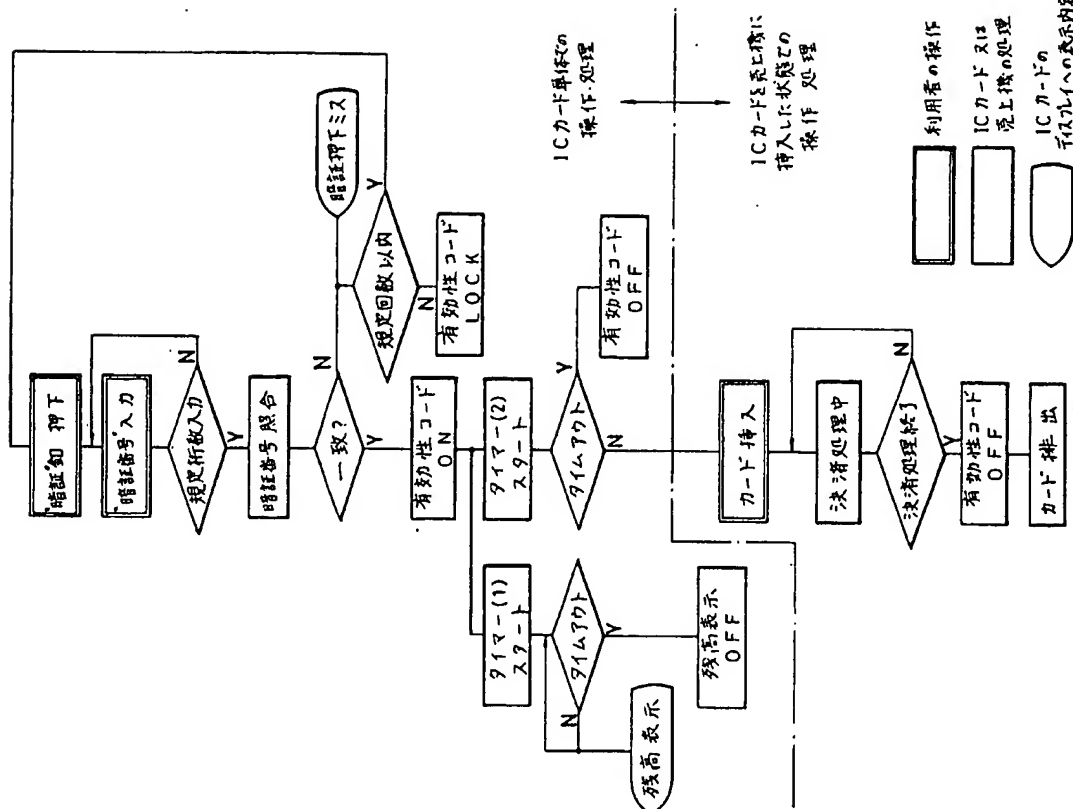 "暗証"釦 押下
"暗証番号"入力
規定桁数入力
N
Y
暗証番号照合
一致?
N
Y
暗証押下ミス
規定回数以内
Y
N
有効性コード
LOCK
有効性コード
ON
タイマー(1)
スタート
タイムアウト
N
Y
残高表示
残高表示
OFF
タイマー(2)
スタート
タイムアウト
Y
N
有効性コード
OFF
ICカード単体での
操作・処理
ICカードを売上機に
挿入した状態での
操作 処理
カード挿入
決済処理中
決済処理終了
N
Y
有効性コード
OFF
カード排出
利用者の操作
ICカード 又は
売上機の処理
ICカードの
ディスプレイへの表示内容